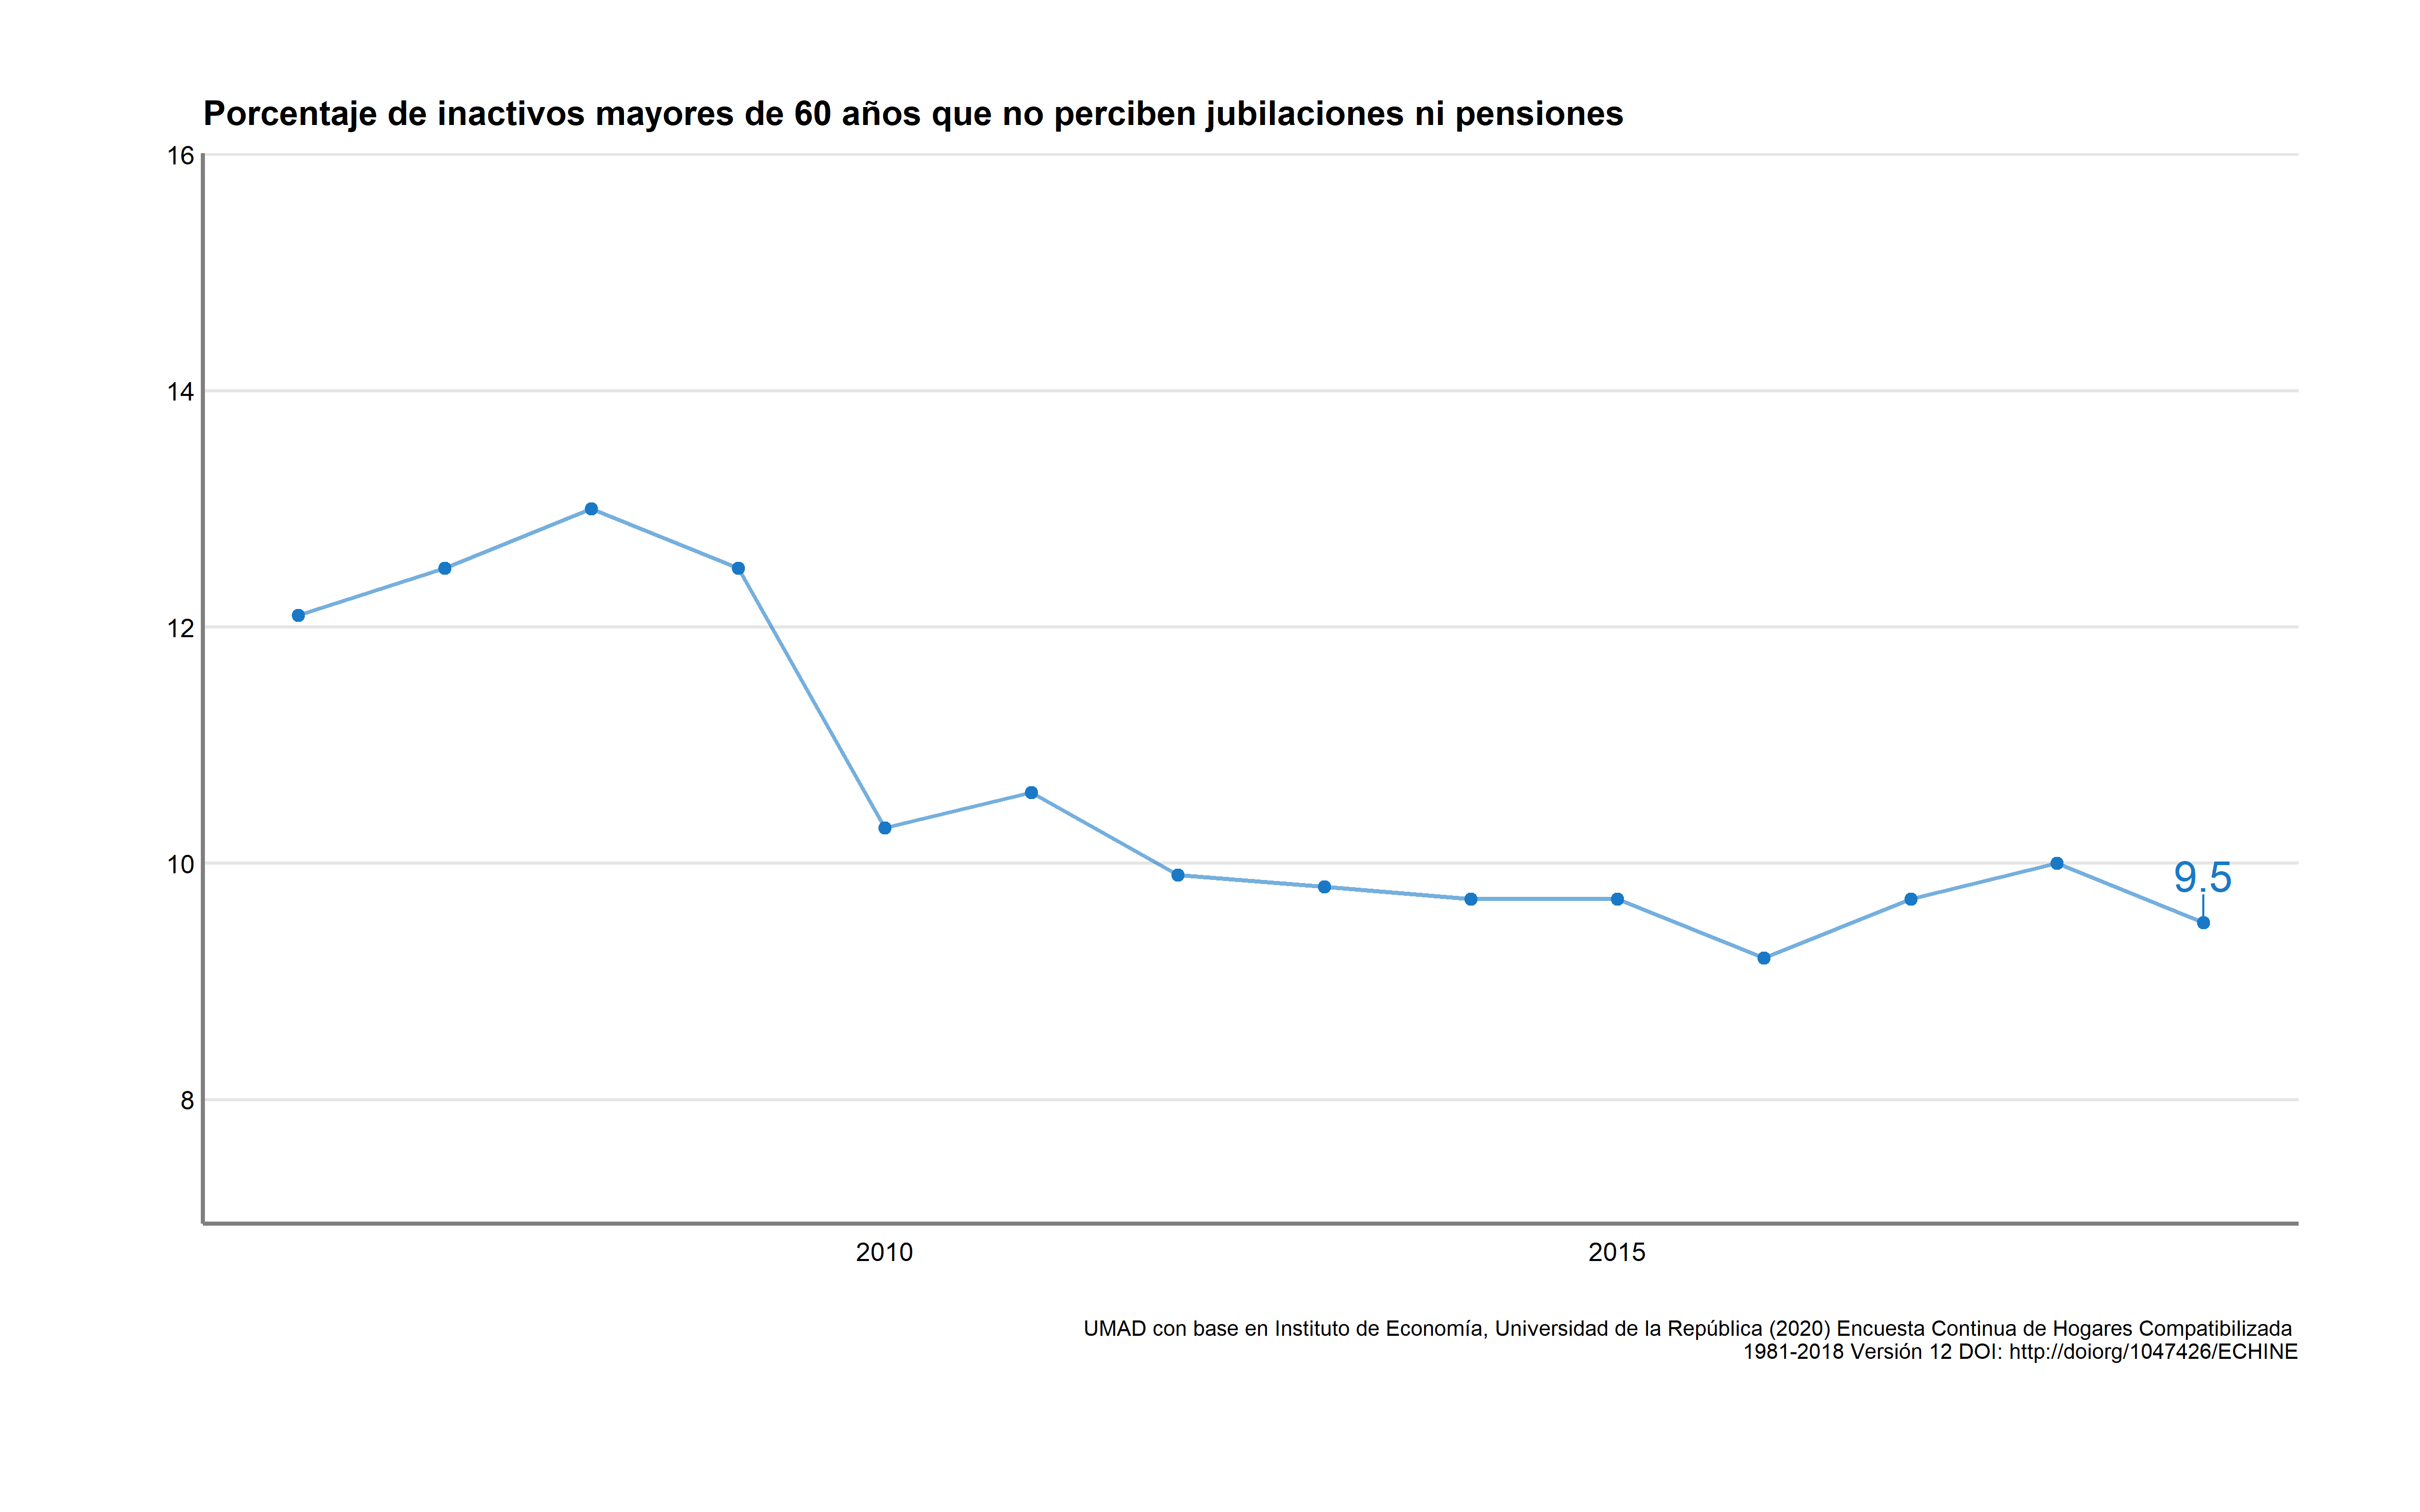 Porcentaje de inactivos mayores de 60 años que no perciben jubilaciones ni pensiones
16
14
12
10
8
9.5
2010
2015
UMAD con base en Instituto de Economía, Universidad de la República (2020) Encuesta Continua de Hogares Compatibilizada
1981-2018 Versión 12 DOI: http://doiorg/1047426/ECHINE